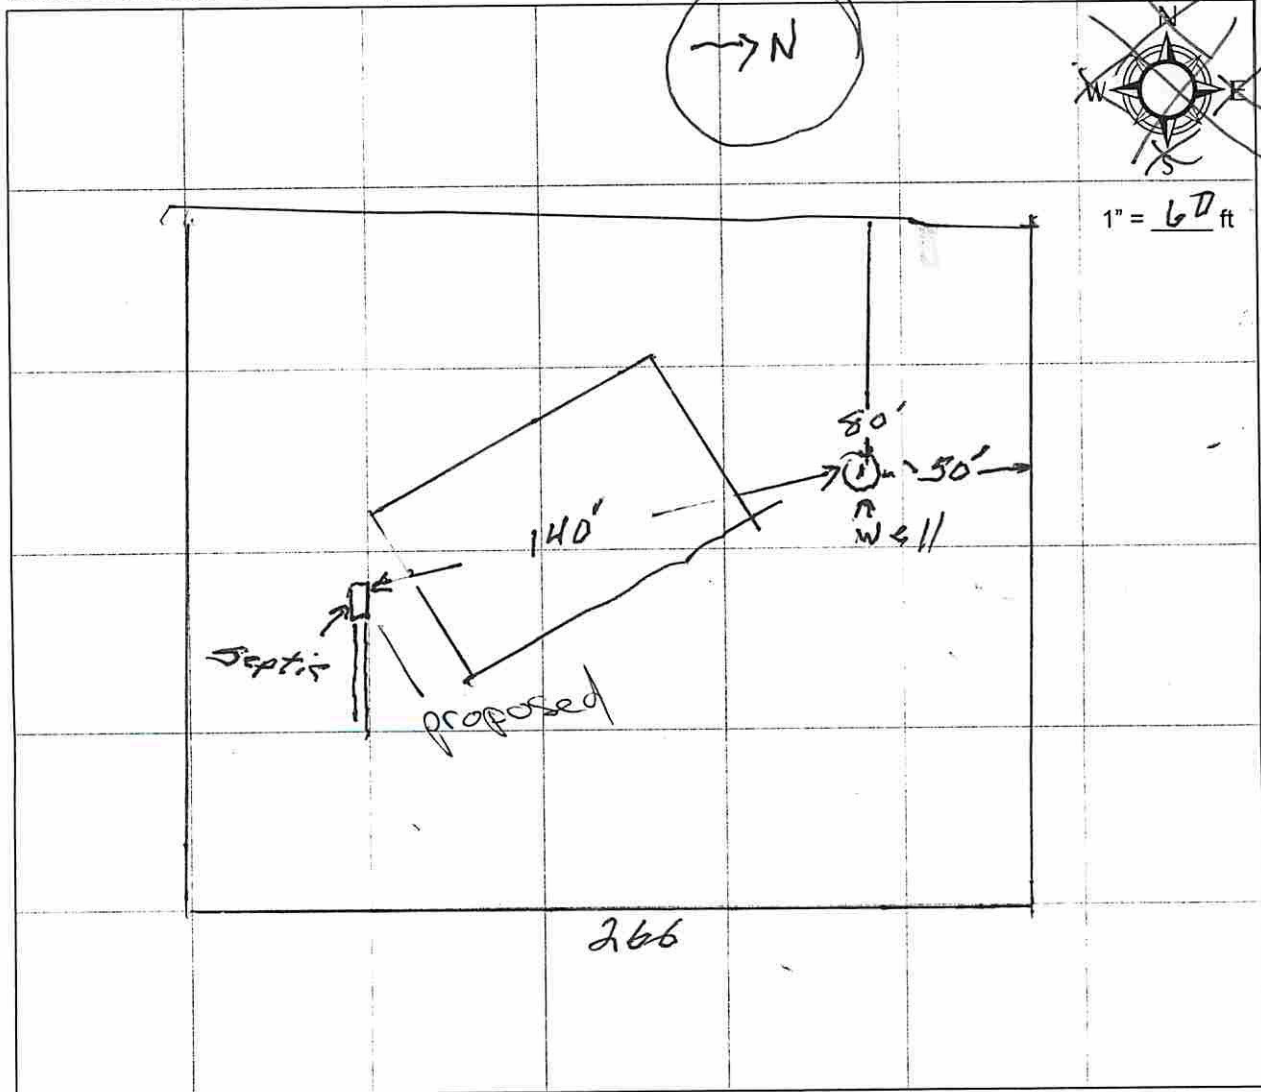 → N
N
W E
S
1" = 60 ft
80'
50'
140'
Well
Septic
proposed
266